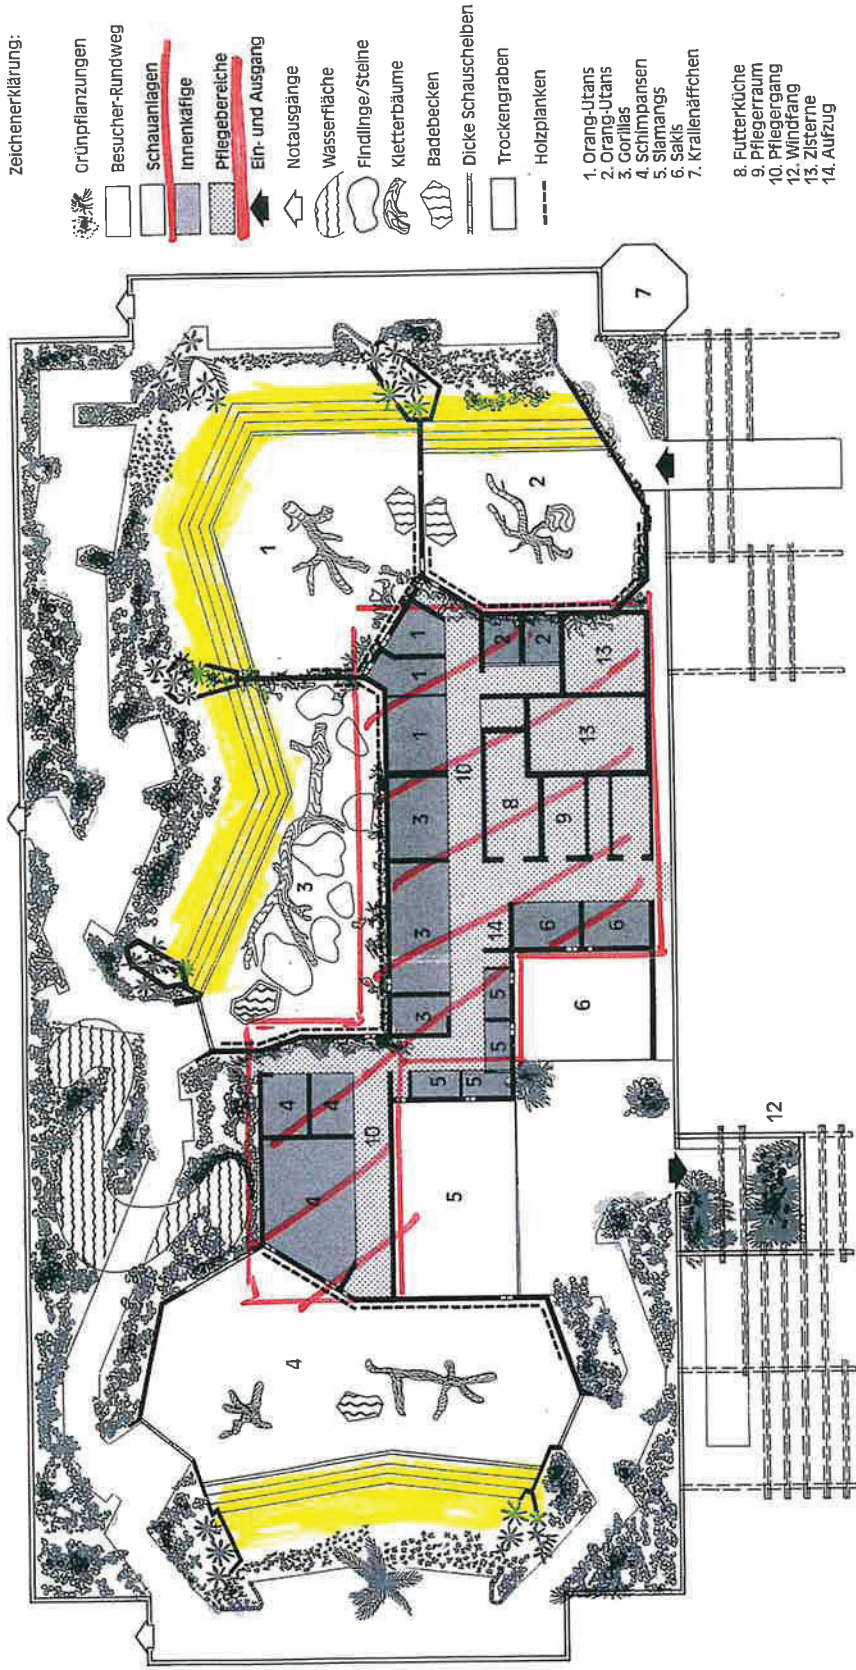 Zeichenerklärung:
Grünpflanzungen
Besucher-Rundweg
Schauanlagen
Innenkäfige
Pflegebereiche
Ein- und Ausgang
Notausgänge
Wasserfläche
Findlinge/Steine
Kletterbäume
Badebecken
Dicke Schauscheiben
Trockengraben
Holzplanken
1. Orang-Utans
2. Orang-Utans
3. Gorillas
4. Schimpansen
5. Siamangs
6. Sakis
7. Krallenäffchen
8. Futterküche
9. Pflegerraum
10. Pflegergang
12. Windfang
13. Zisterne
14. Aufzug
7
1
2
1
1
1
2
2
13
13
10
8
9
3
3
3
3
14
6
6
6
5
5
5
5
5
4
4
4
10
4
12